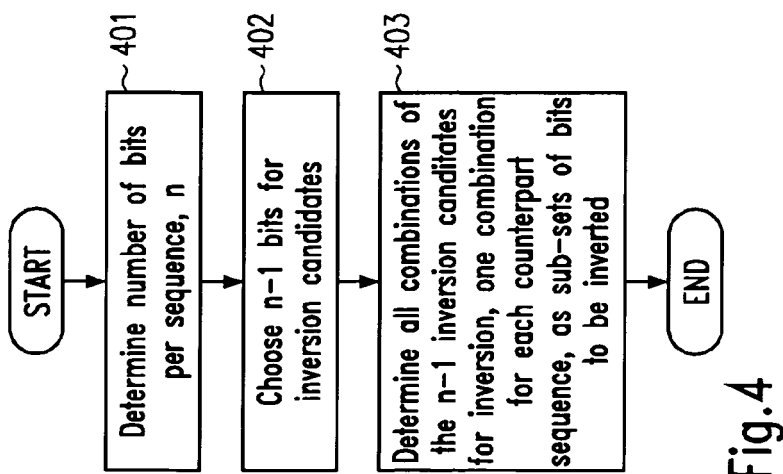 START
401
Determine number of bits
per sequence, n
402
Choose n-1 bits for
inversion candidates
403
Determine all combinations of
the n-1 inversion canditates
for inversion, one combination
for each counterpart
sequence, as sub-sets of bits
to be inverted
END
Fig.4